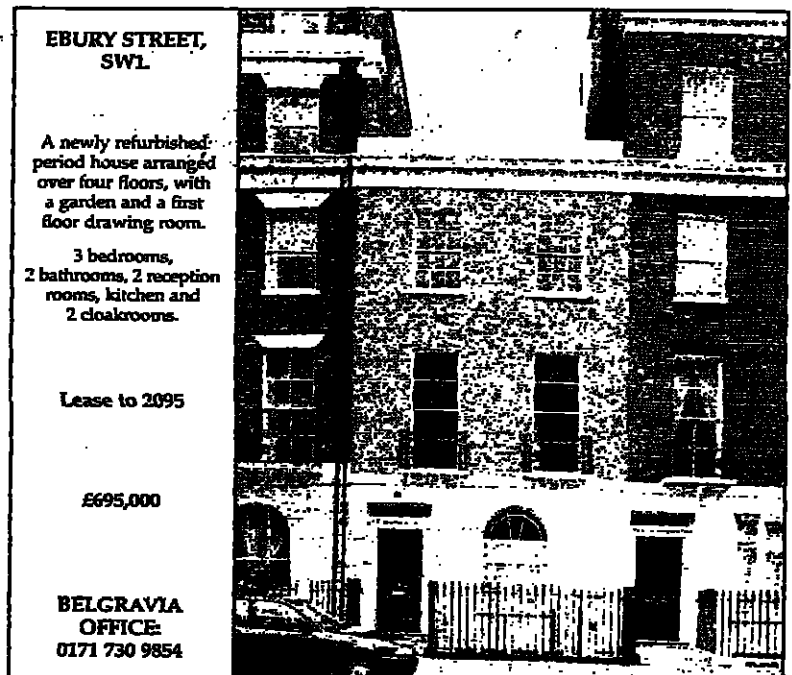 EBURY STREET,
SW1.
A newly refurbished
period house arranged
over four floors, with
a garden and a first
floor drawing room.
3 bedrooms,
2 bathrooms, 2 reception
rooms, kitchen and
2 cloakrooms.
Lease to 2095
£695,000
BELGRAVIA
OFFICE:
0171 730 9854